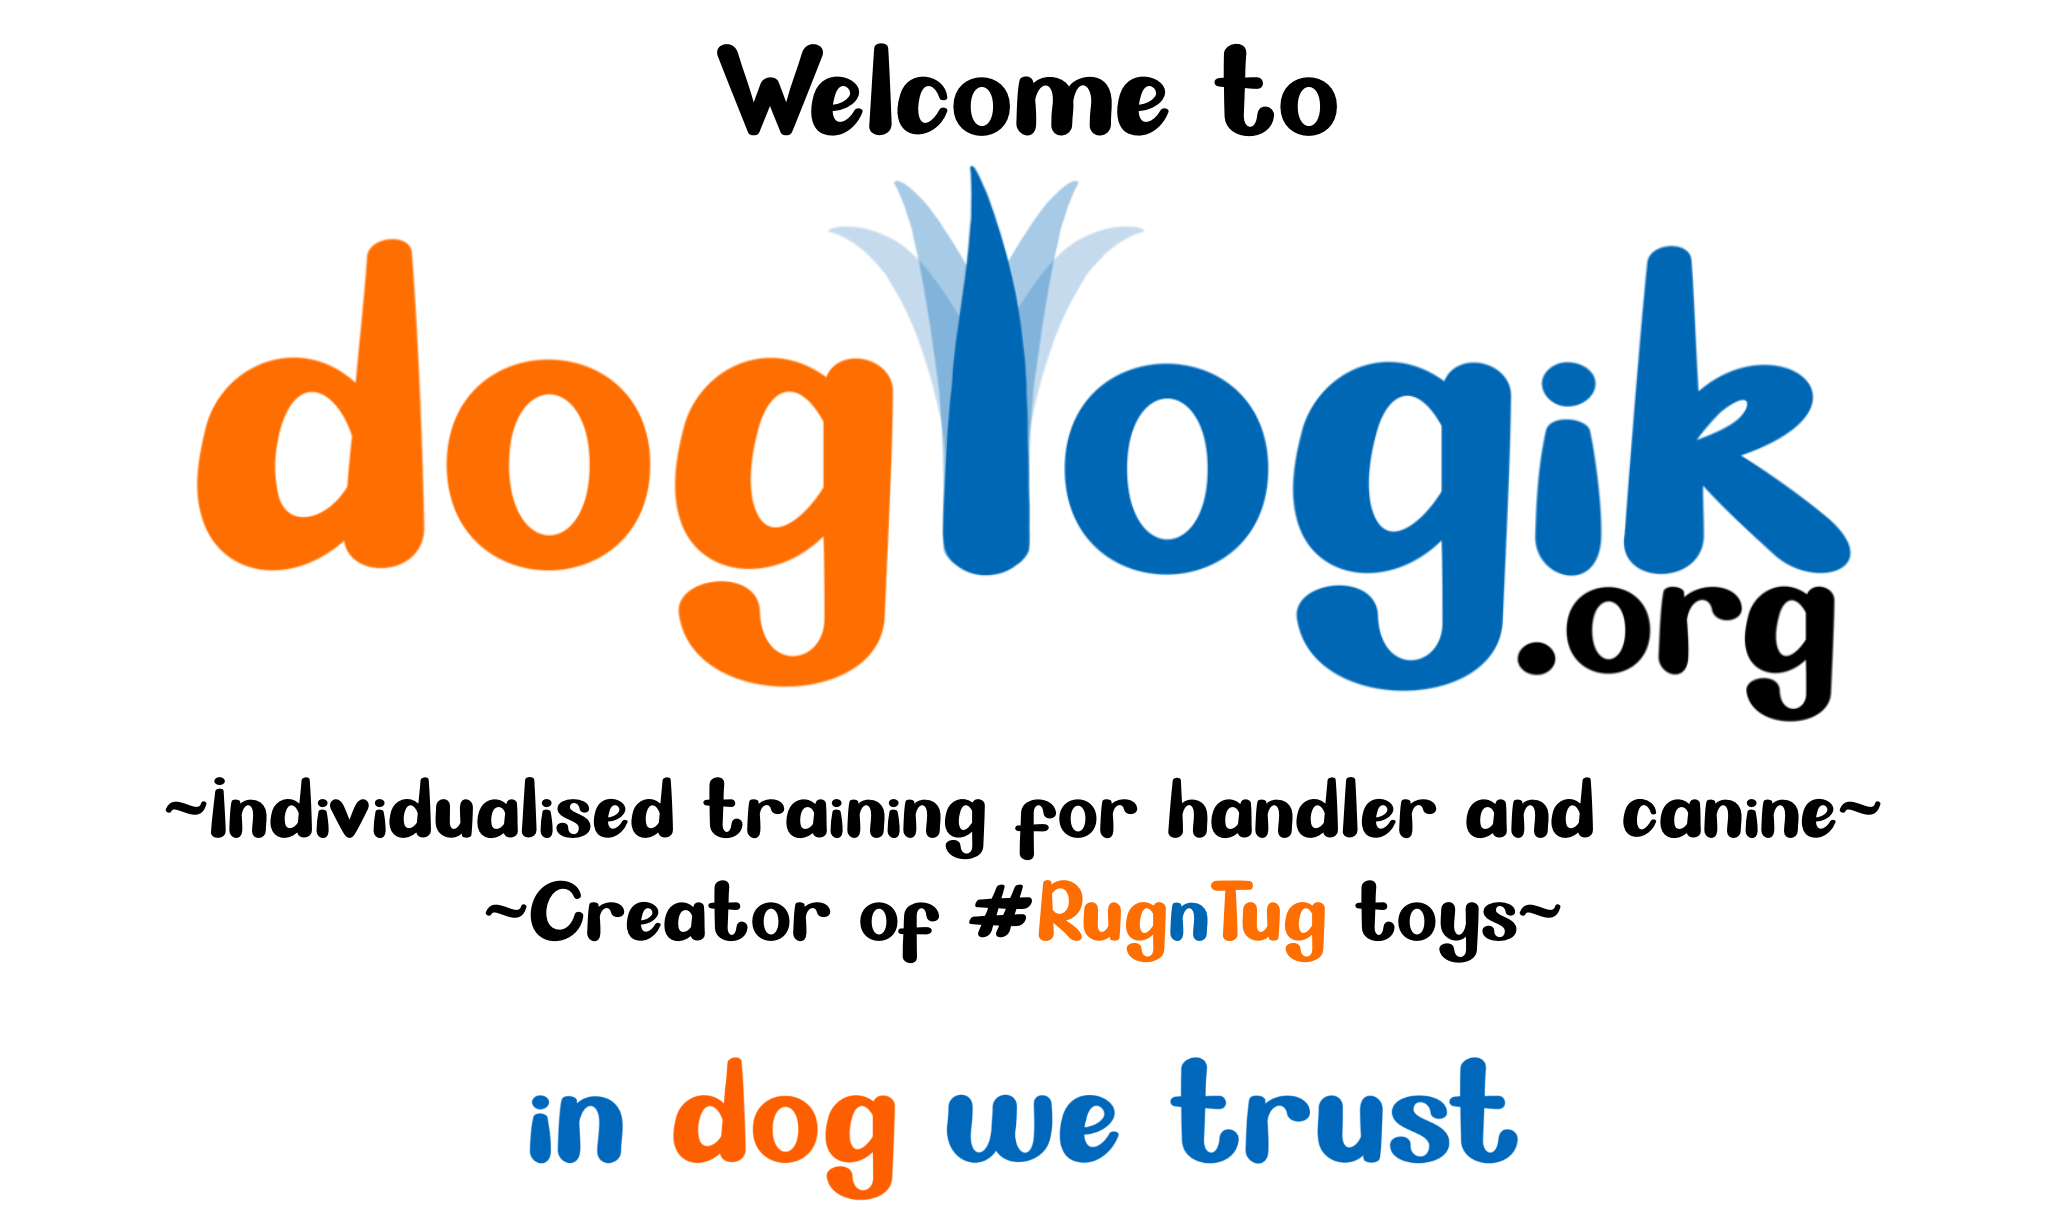 Welcome to
doglogik
.org
~Individualised training for handler and canine~
~Creator of #RugnTug toys~
in dog we trust